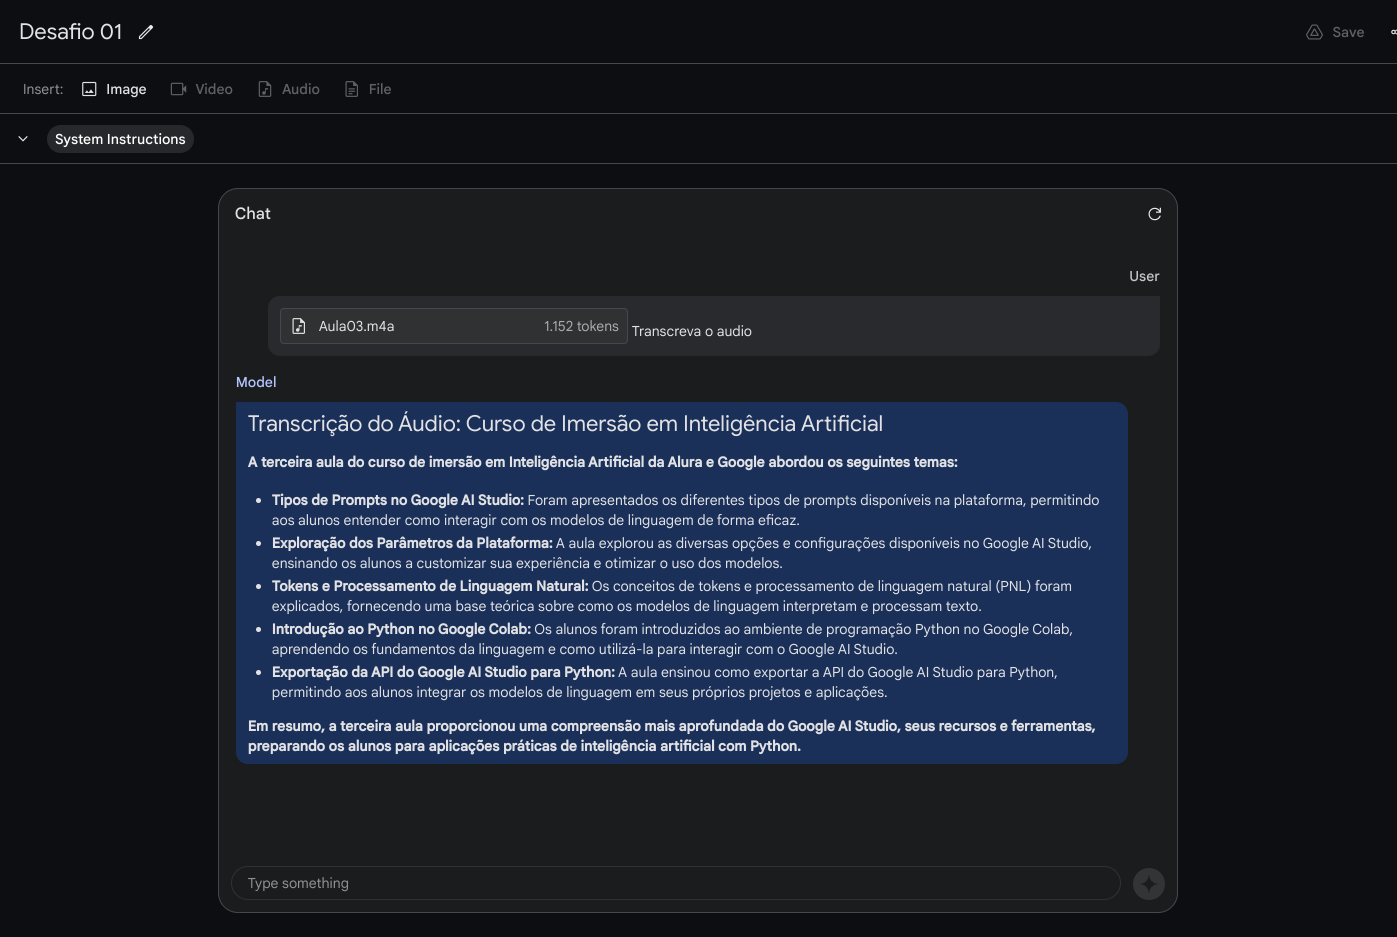 Desafio 01
Save
Insert: Image Video Audio File
System Instructions
Chat
User
Aula03.m4a 1.152 tokens Transcreva o audio
Model
Transcrição do Áudio: Curso de Imersão em Inteligência Artificial
A terceira aula do curso de imersão em Inteligência Artificial da Alura e Google abordou os seguintes temas:
• Tipos de Prompts no Google AI Studio: Foram apresentados os diferentes tipos de prompts disponíveis na plataforma, permitindo
aos alunos entender como interagir com os modelos de linguagem de forma eficaz.
• Exploração dos Parâmetros da Plataforma: A aula explorou as diversas opções e configurações disponíveis no Google AI Studio,
ensinando os alunos a customizar sua experiência e otimizar o uso dos modelos.
• Tokens e Processamento de Linguagem Natural: Os conceitos de tokens e processamento de linguagem natural (PNL) foram
explicados, fornecendo uma base teórica sobre como os modelos de linguagem interpretam e processam texto.
• Introdução ao Python no Google Colab: Os alunos foram introduzidos ao ambiente de programação Python no Google Colab,
aprendendo os fundamentos da linguagem e como utilizá-la para interagir com o Google AI Studio.
• Exportação da API do Google AI Studio para Python: A aula ensinou como exportar a API do Google AI Studio para Python,
permitindo aos alunos integrar os modelos de linguagem em seus próprios projetos e aplicações.
Em resumo, a terceira aula proporcionou uma compreensão mais aprofundada do Google AI Studio, seus recursos e ferramentas,
preparando os alunos para aplicações práticas de inteligência artificial com Python.
Type something